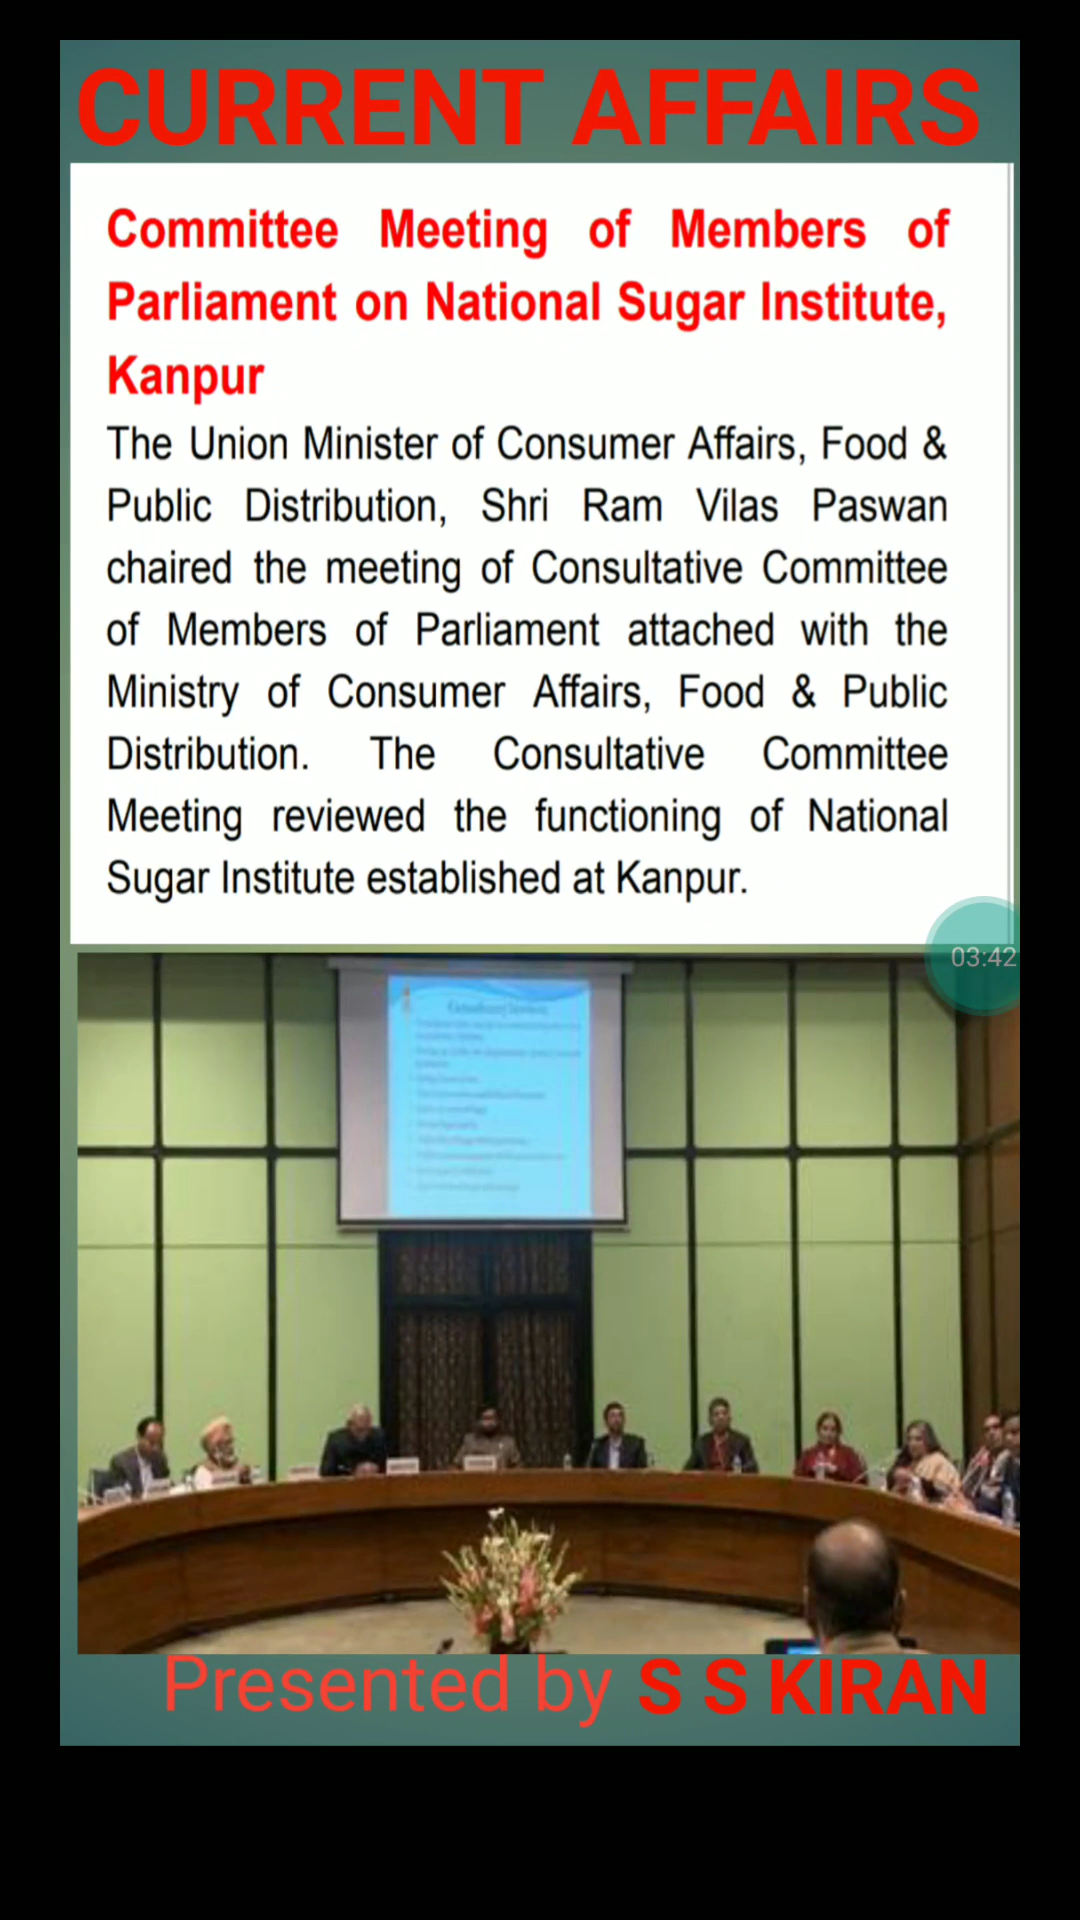 CURRENT AFFAIRS
Committee Meeting of Members of
Parliament on National Sugar Institute,
Kanpur
The Union Minister of Consumer Affairs, Food &
Public Distribution, Shri Ram Vilas Paswan
chaired the meeting of Consultative Committee
of Members of Parliament attached with the
Ministry of Consumer Affairs, Food & Public
Distribution. The Consultative Committee
Meeting reviewed the functioning of National
Sugar Institute established at Kanpur.
03:42
Presented by S S KIRAN